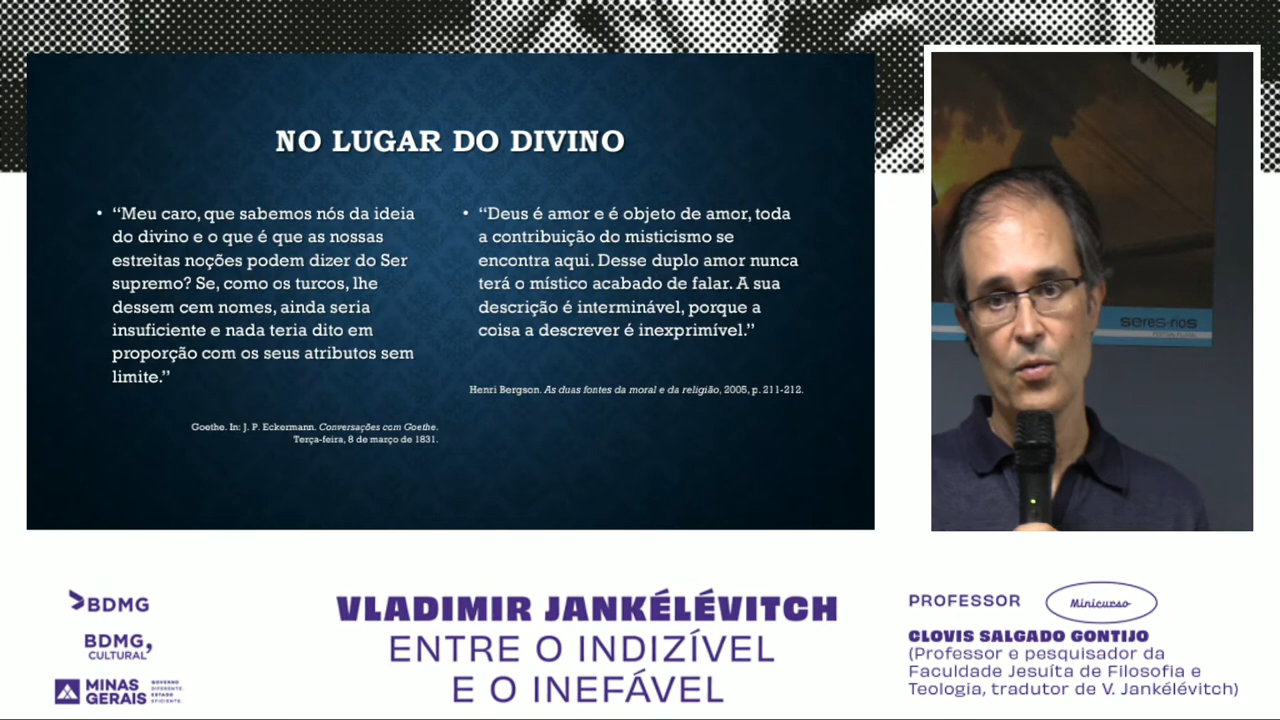 NO LUGAR DO DIVINO
• “Meu caro, que sabemos nós da ideia
do divino e o que é que as nossas
estreitas noções podem dizer do Ser
supremo? Se, como os turcos, lhe
dessem cem nomes, ainda seria
insuficiente e nada teria dito em
proporção com os seus atributos sem
limite.”
Goethe. In: J. P. Eckermann. Conversações com Goethe.
Terça-feira, 8 de março de 1831.
• “Deus é amor e é objeto de amor, toda
a contribuição do misticismo se
encontra aqui. Desse duplo amor nunca
terá o místico acabado de falar. A sua
descrição é interminável, porque a
coisa a descrever é inexprimível.”
Henri Bergson. As duas fontes da moral e da religião, 2005, p. 211-212.
seres-rios
BDMG
BDMG,
CULTURAL
MINAS
GERAIS
GOVERNO
DIFERENTE.
ESTADO
EFICIENTE.
VLADIMIR JANKÉLÉVITCH
ENTRE O INDIZÍVEL
E O INEFÁVEL
PROFESSOR
Minicurso
CLOVIS SALGADO GONTIJO
(Professor e pesquisador da
Faculdade Jesuíta de Filosofia e
Teologia, tradutor de V. Jankélévitch)